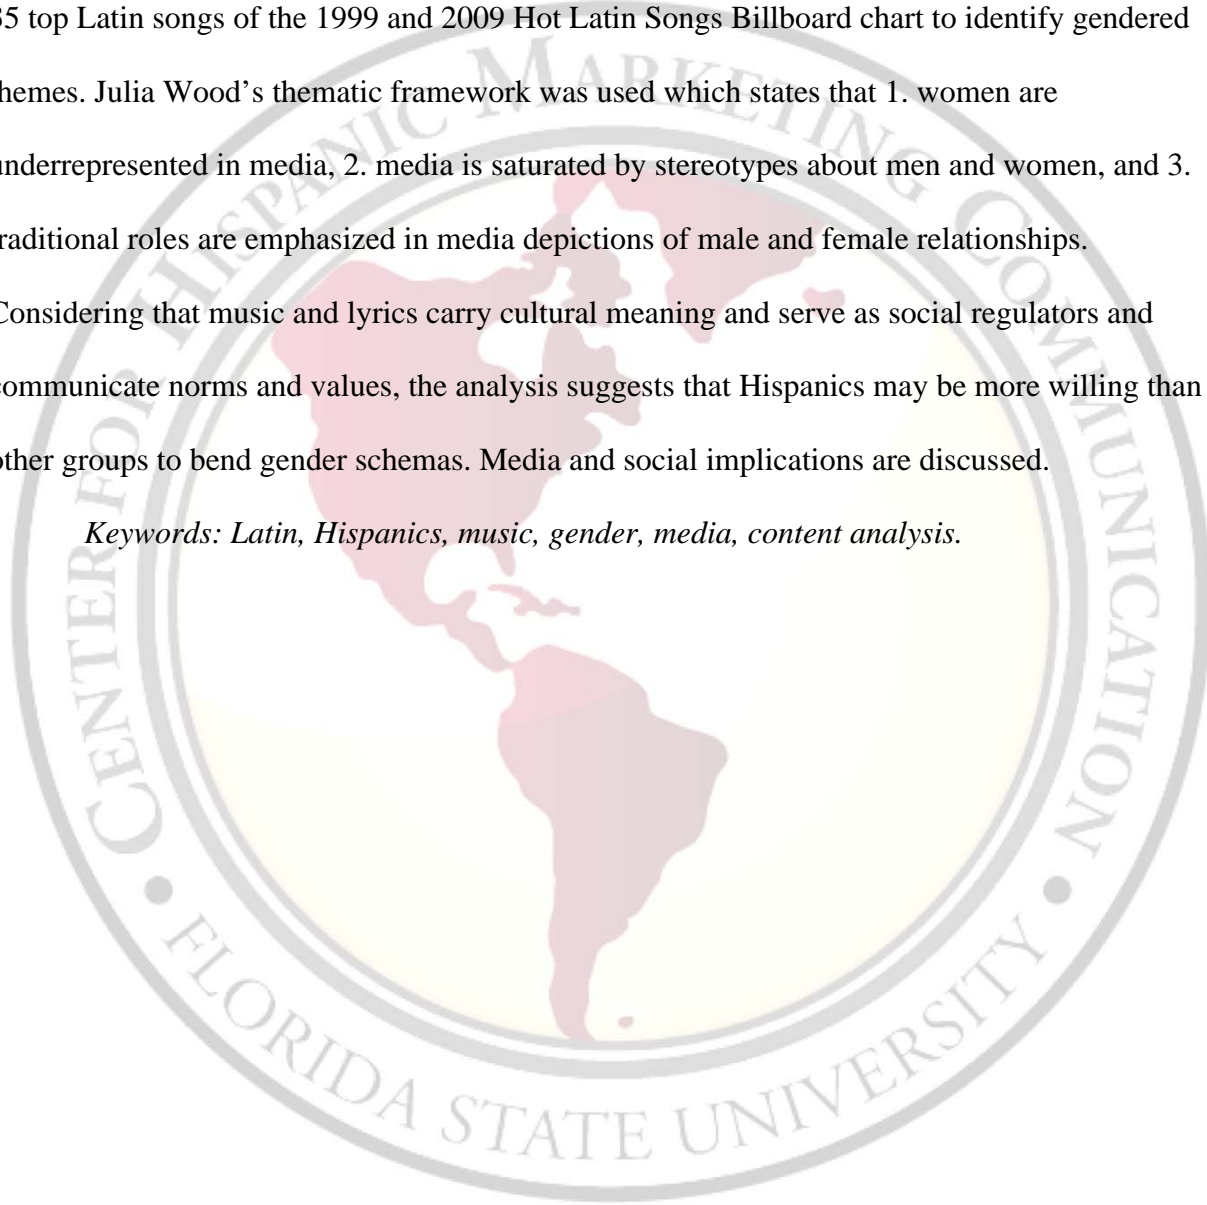 35 top Latin songs of the 1999 and 2009 Hot Latin Songs Billboard chart to identify gendered
themes. Julia Wood’s thematic framework was used which states that 1. women are
underrepresented in media, 2. media is saturated by stereotypes about men and women, and 3.
traditional roles are emphasized in media depictions of male and female relationships.
Considering that music and lyrics carry cultural meaning and serve as social regulators and
communicate norms and values, the analysis suggests that Hispanics may be more willing than
other groups to bend gender schemas. Media and social implications are discussed.
Keywords: Latin, Hispanics, music, gender, media, content analysis.
CENTER FOR HISPANIC MARKETING COMMUNICATION
• FLORIDA STATE UNIVERSITY •